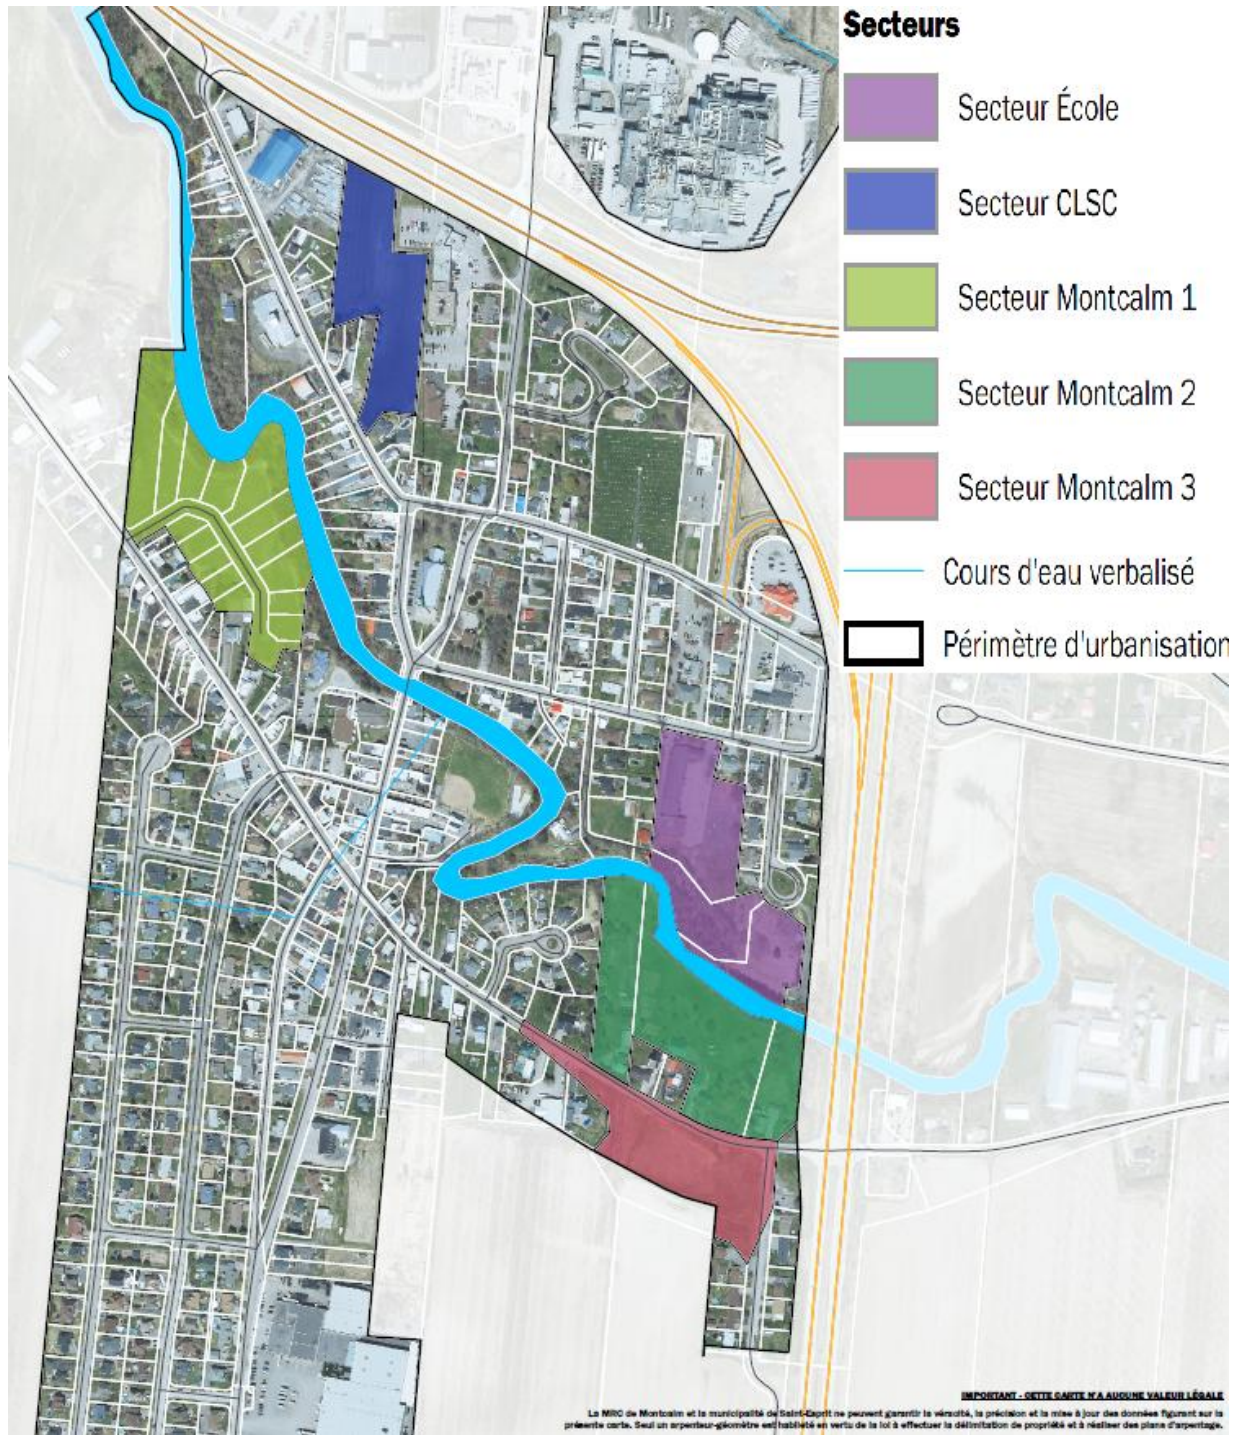 Secteurs
Secteur École
Secteur CLSC
Secteur Montcalm 1
Secteur Montcalm 2
Secteur Montcalm 3
Cours d'eau verbalisé
Périmètre d'urbanisation
IMPORTANT - CETTE CARTE N'A AUCUNE VALEUR LÉGALE
La MRC de Montcalm et la municipalité de Saint-Esprit ne peuvent garantir la véracité, la précision et la mise à jour des données figurant sur la
présente carte. Seul un arpenteur-géomètre est habileté en vertu de la loi à effectuer la délimitation de propriété et à réaliser des plans d'arpentage.